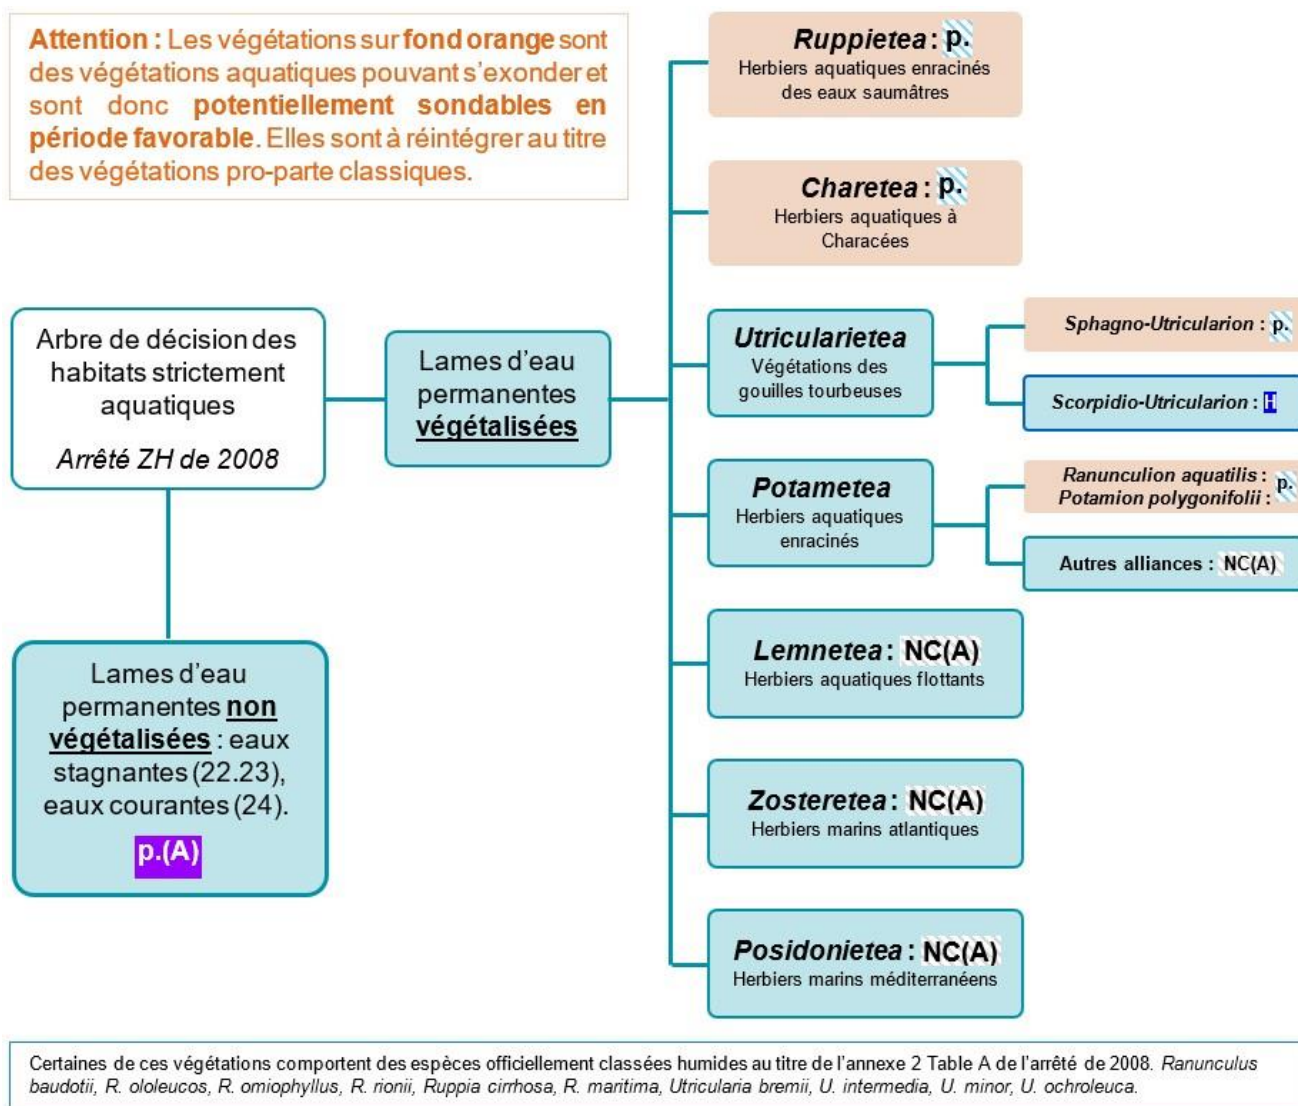 Attention : Les végétations sur fond orange sont
des végétations aquatiques pouvant s'exonder et
sont donc potentiellement sondables en
période favorable. Elles sont à réintégrer au titre
des végétations pro-parte classiques.
Ruppietea : p.
Herbiers aquatiques enracinés
des eaux saumâtres
Charetea : p.
Herbiers aquatiques à
Characées
Arbre de décision des
habitats strictement
aquatiques
Arrêté ZH de 2008
Lames d'eau
permanentes
végétalisées
Utricularietea
Végétations des
gouilles tourbeuses
Sphagno-Utricularion : p.
Scorpidio-Utricularion : H
Potametea
Herbiers aquatiques
enracinés
Ranunculion aquatilis :
Potamion polygonifolii :
p.
Autres alliances : NC(A)
Lames d'eau
permanentes non
végétalisées : eaux
stagnantes (22.23),
eaux courantes (24).
p.(A)
Lemnetea : NC(A)
Herbiers aquatiques flottants
Zosteretea : NC(A)
Herbiers marins atlantiques
Posidonietea : NC(A)
Herbiers marins méditerranéens
Certaines de ces végétations comportent des espèces officiellement classées humides au titre de l'annexe 2 Table A de l'arrêté de 2008. Ranunculus
baudotii, R. ololeucos, R. omiophyllus, R. rionii, Ruppia cirrhosa, R. maritima, Utricularia bremii, U. intermedia, U. minor, U. ochroleuca.